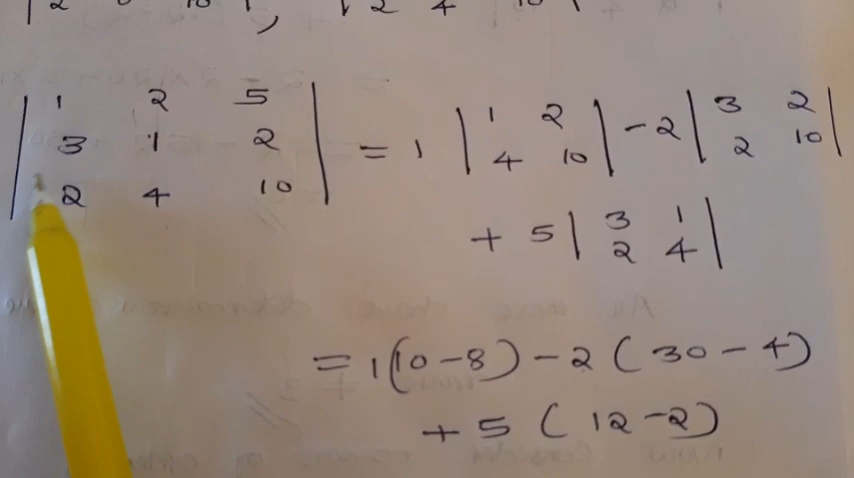 | 1 2 5 |
| 3 1 2 | = 1 | 1 2 | - 2 | 3 2 |
| 2 4 10 | | 4 10 | | 2 10 |
+ 5 | 3 1 |
| 2 4 |
= 1(10-8) - 2(30-4)
+ 5(12-2)